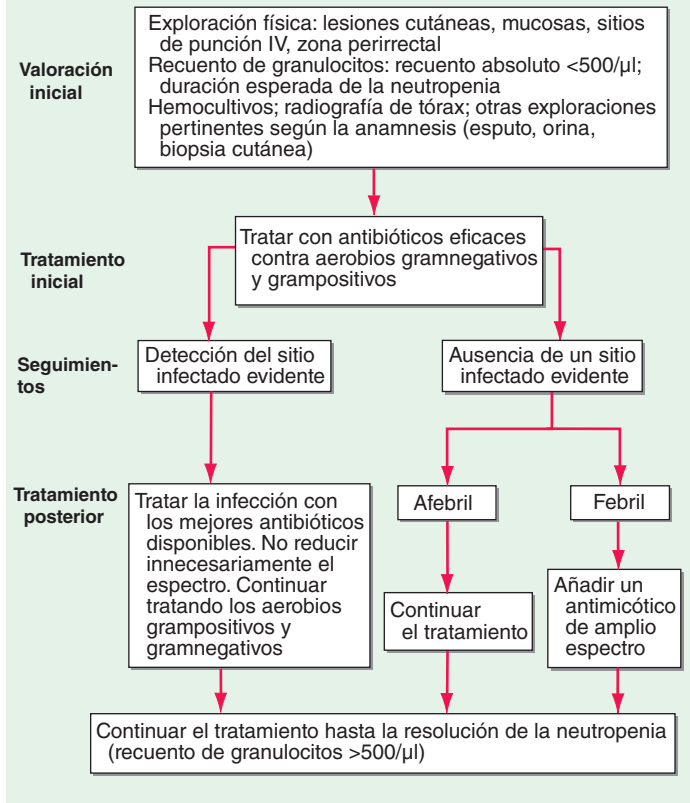 Valoración
inicial
Exploración física: lesiones cutáneas, mucosas, sitios
de punción IV, zona perirrectal
Recuento de granulocitos: recuento absoluto <500/µl;
duración esperada de la neutropenia
Hemocultivos; radiografía de tórax; otras exploraciones
pertinentes según la anamnesis (esputo, orina,
biopsia cutánea)
Tratamiento
inicial
Tratar con antibióticos eficaces
contra aerobios gramnegativos
y grampositivos
Seguimien-
tos
Detección del sitio
infectado evidente
Ausencia de un sitio
infectado evidente
Tratamiento
posterior
Tratar la infección con
los mejores antibióticos
disponibles. No reducir
innecesariamente el
espectro. Continuar
tratando los aerobios
grampositivos y
gramnegativos
Afebril
Febril
Continuar
el tratamiento
Añadir un
antimicótico
de amplio
espectro
Continuar el tratamiento hasta la resolución de la neutropenia
(recuento de granulocitos >500/µl)